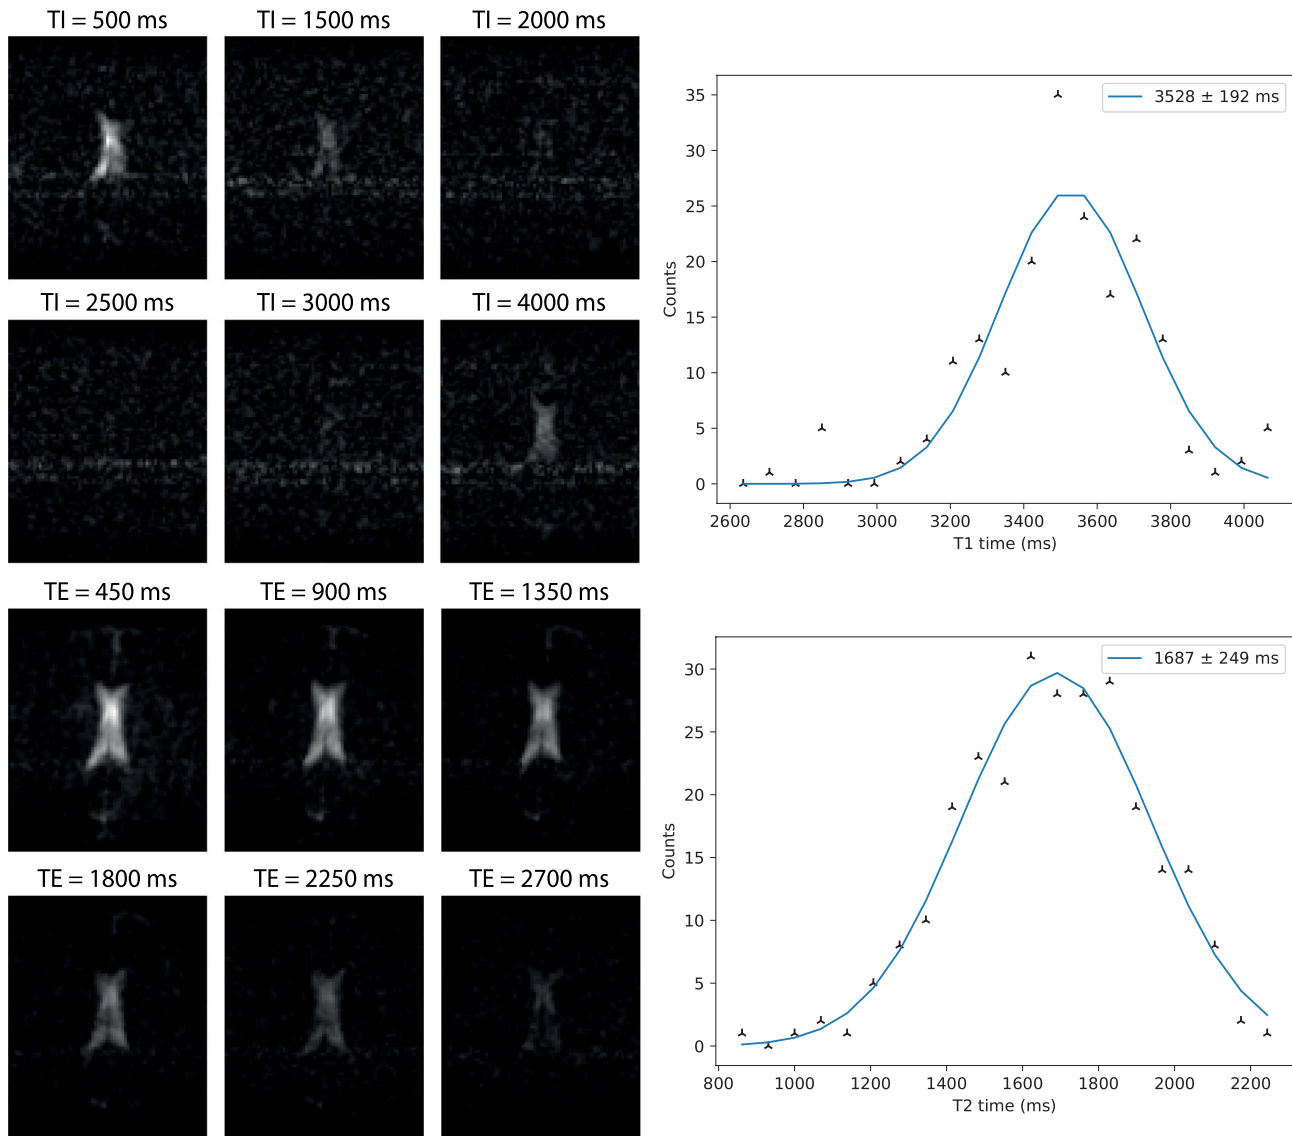 TI = 500 ms
TI = 1500 ms
TI = 2000 ms
TI = 2500 ms
TI = 3000 ms
TI = 4000 ms
TE = 450 ms
TE = 900 ms
TE = 1350 ms
TE = 1800 ms
TE = 2250 ms
TE = 2700 ms
3528 ± 192 ms
Counts
35
30
25
20
15
10
5
0
2600 2800 3000 3200 3400 3600 3800 4000
T1 time (ms)
1687 ± 249 ms
Counts
30
25
20
15
10
5
0
800 1000 1200 1400 1600 1800 2000 2200
T2 time (ms)